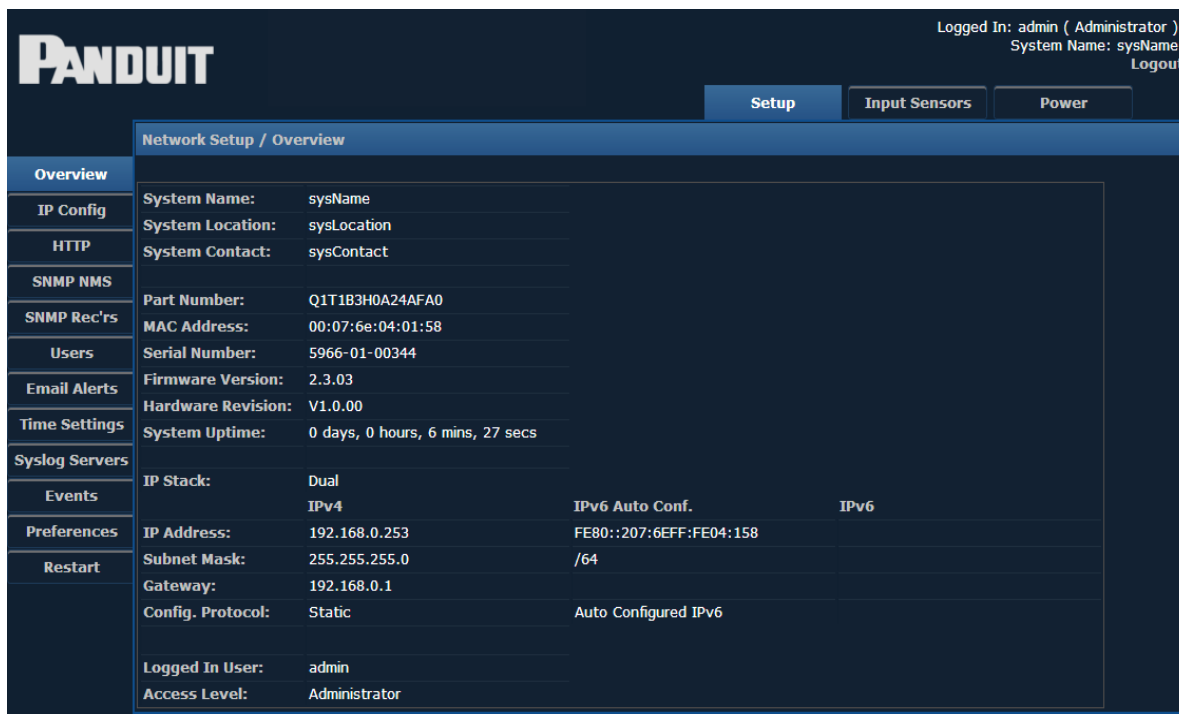 PANDUIT
Logged In: admin ( Administrator )
System Name: sysName
Logout
Setup Input Sensors Power
Network Setup / Overview
Overview
IP Config
HTTP
SNMP NMS
SNMP Rec'rs
Users
Email Alerts
Time Settings
Syslog Servers
Events
Preferences
Restart
System Name: sysName
System Location: sysLocation
System Contact: sysContact
Part Number: Q1T1B3H0A24AFA0
MAC Address: 00:07:6e:04:01:58
Serial Number: 5966-01-00344
Firmware Version: 2.3.03
Hardware Revision: V1.0.00
System Uptime: 0 days, 0 hours, 6 mins, 27 secs
IP Stack: Dual
IPv4 IPv6 Auto Conf. IPv6
IP Address: 192.168.0.253 FE80::207:6EFF:FE04:158
Subnet Mask: 255.255.255.0 /64
Gateway: 192.168.0.1
Config. Protocol: Static Auto Configured IPv6
Logged In User: admin
Access Level: Administrator